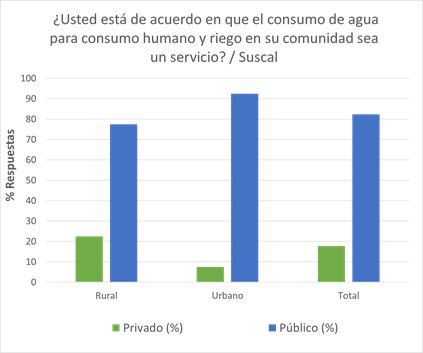 ¿Usted está de acuerdo en que el consumo de agua
para consumo humano y riego en su comunidad sea
un servicio? / Suscal
% Respuestas
100
90
80
70
60
50
40
30
20
10
0
Rural Urbano Total
Privado (%) Público (%)